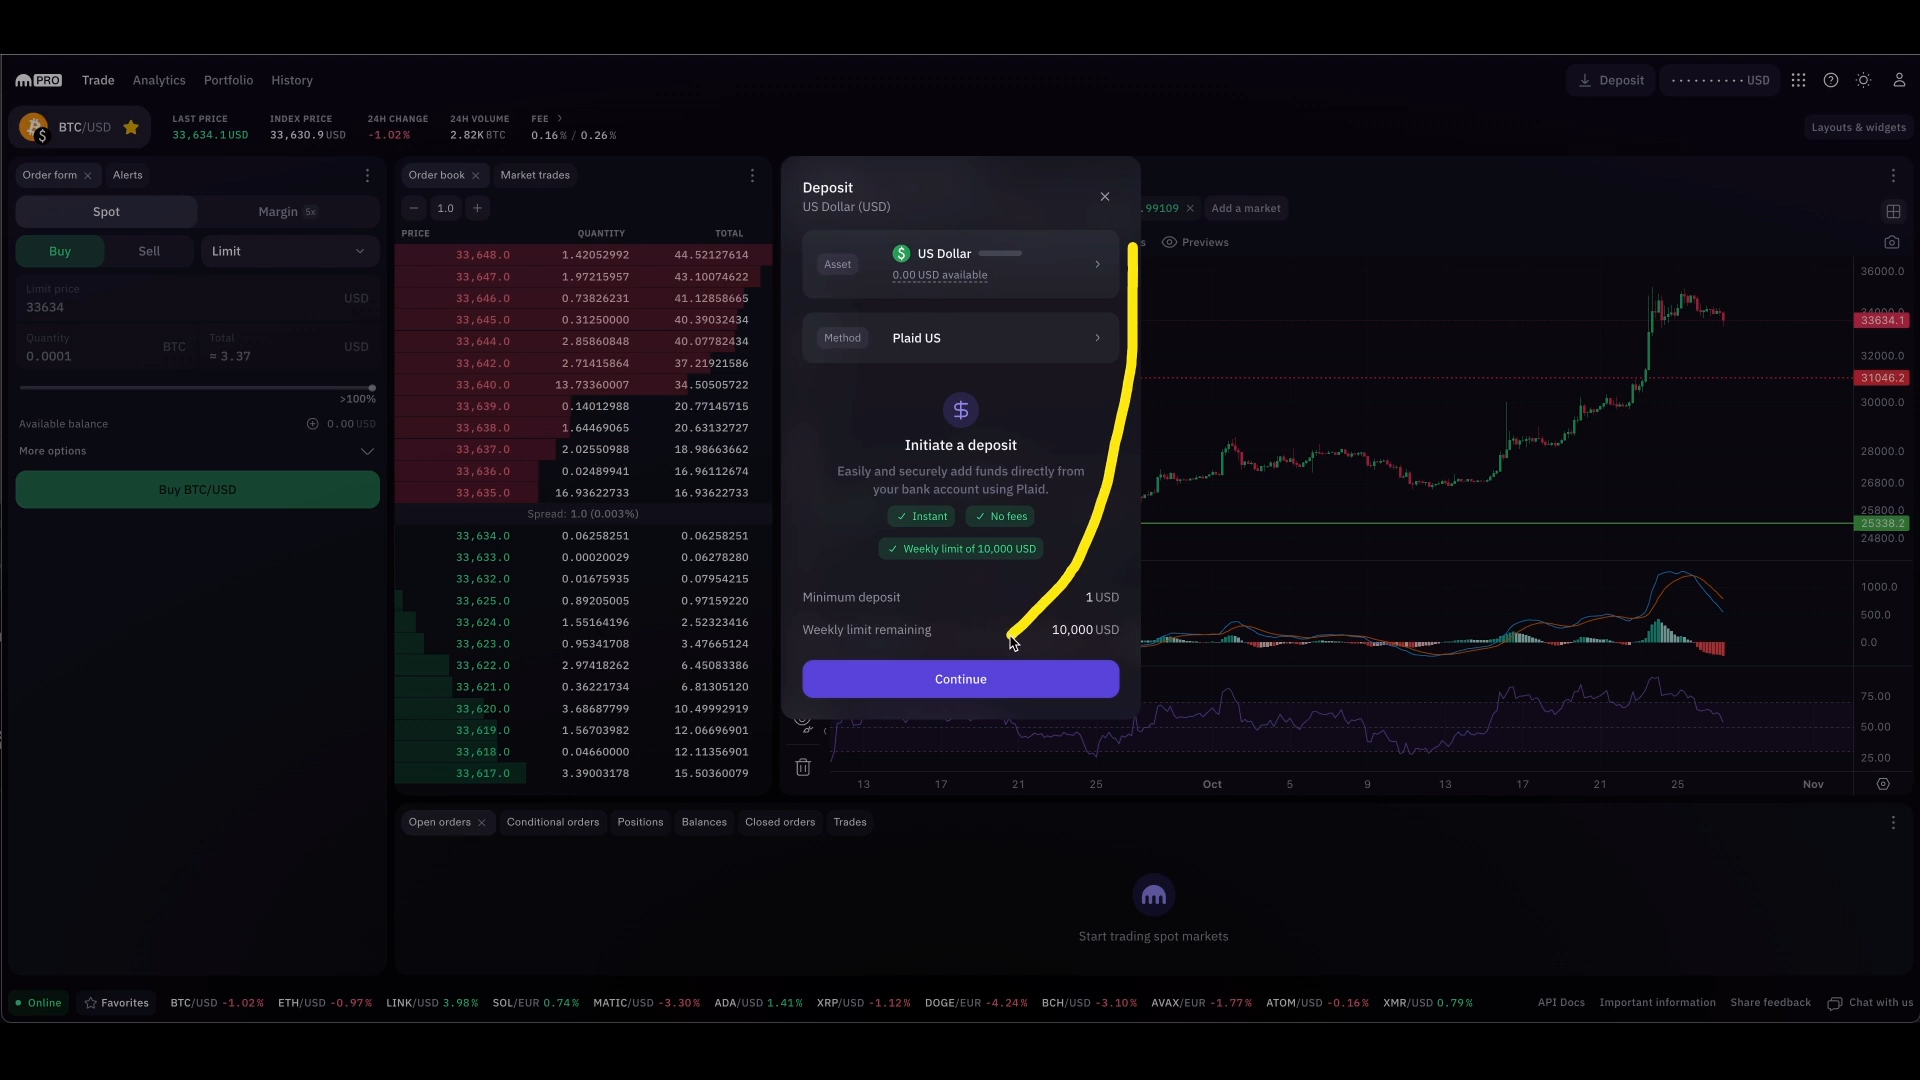 PRO Trade Analytics Portfolio History
Deposit
•••••••••• USD
BTC/USD
LAST PRICE INDEX PRICE 24H CHANGE 24H VOLUME FEE
33,634.1 USD 33,630.9 USD -1.02% 2.82K BTC 0.16% / 0.26%
Layouts & widgets
Order form Alerts
Spot Margin 5x
Buy Sell Limit
Limit price
33634 USD
Quantity Total
0.0001 BTC ≈ 3.37 USD
>100%
Available balance 0.00 USD
More options
Buy BTC/USD
Order book Market trades
1.0
PRICE QUANTITY TOTAL
33,648.0 1.42052992 44.52127614
33,647.0 1.97215957 43.10074622
33,646.0 0.73826231 41.12858665
33,645.0 0.31250000 40.39032434
33,644.0 2.85860848 40.07782434
33,642.0 2.71415864 37.21921586
33,640.0 13.73360007 34.50505722
33,639.0 0.14012988 20.77145715
33,638.0 1.64469065 20.63132727
33,637.0 2.02550988 18.98663662
33,636.0 0.02489941 16.96112674
33,635.0 16.93622733 16.93622733
Spread: 1.0 (0.003%)
33,634.0 0.06258251 0.06258251
33,633.0 0.00020029 0.06278280
33,632.0 0.01675935 0.07954215
33,625.0 0.89205005 0.97159220
33,624.0 1.55164196 2.52323416
33,623.0 0.95341708 3.47665124
33,622.0 2.97418262 6.45083386
33,621.0 0.36221734 6.81305120
33,620.0 3.68687799 10.49992919
33,619.0 1.56703982 12.06696901
33,618.0 0.04660000 12.11356901
33,617.0 3.39003178 15.50360079
Deposit
US Dollar (USD)
Asset US Dollar
0.00 USD available
Method Plaid US
Initiate a deposit
Easily and securely add funds directly from
your bank account using Plaid.
Instant No fees
Weekly limit of 10,000 USD
Minimum deposit 1 USD
Weekly limit remaining 10,000 USD
Continue
.99109 Add a market
s Previews
36000.0
33634.1
32000.0
31046.2
30000.0
28000.0
26800.0
25800.0
25338.2
24800.0
1000.0
500.0
0.0
75.00
50.00
25.00
13 17 21 25 Oct 5 9 13 17 21 25 Nov
Open orders Conditional orders Positions Balances Closed orders Trades
Start trading spot markets
Online Favorites BTC/USD -1.02% ETH/USD -0.97% LINK/USD 3.98% SOL/EUR 0.74% MATIC/USD -3.30% ADA/USD 1.41% XRP/USD -1.12% DOGE/EUR -4.24% BCH/USD -3.10% AVAX/EUR -1.77% ATOM/USD -0.16% XMR/USD 0.79% API Docs Important information Share feedback Chat with us